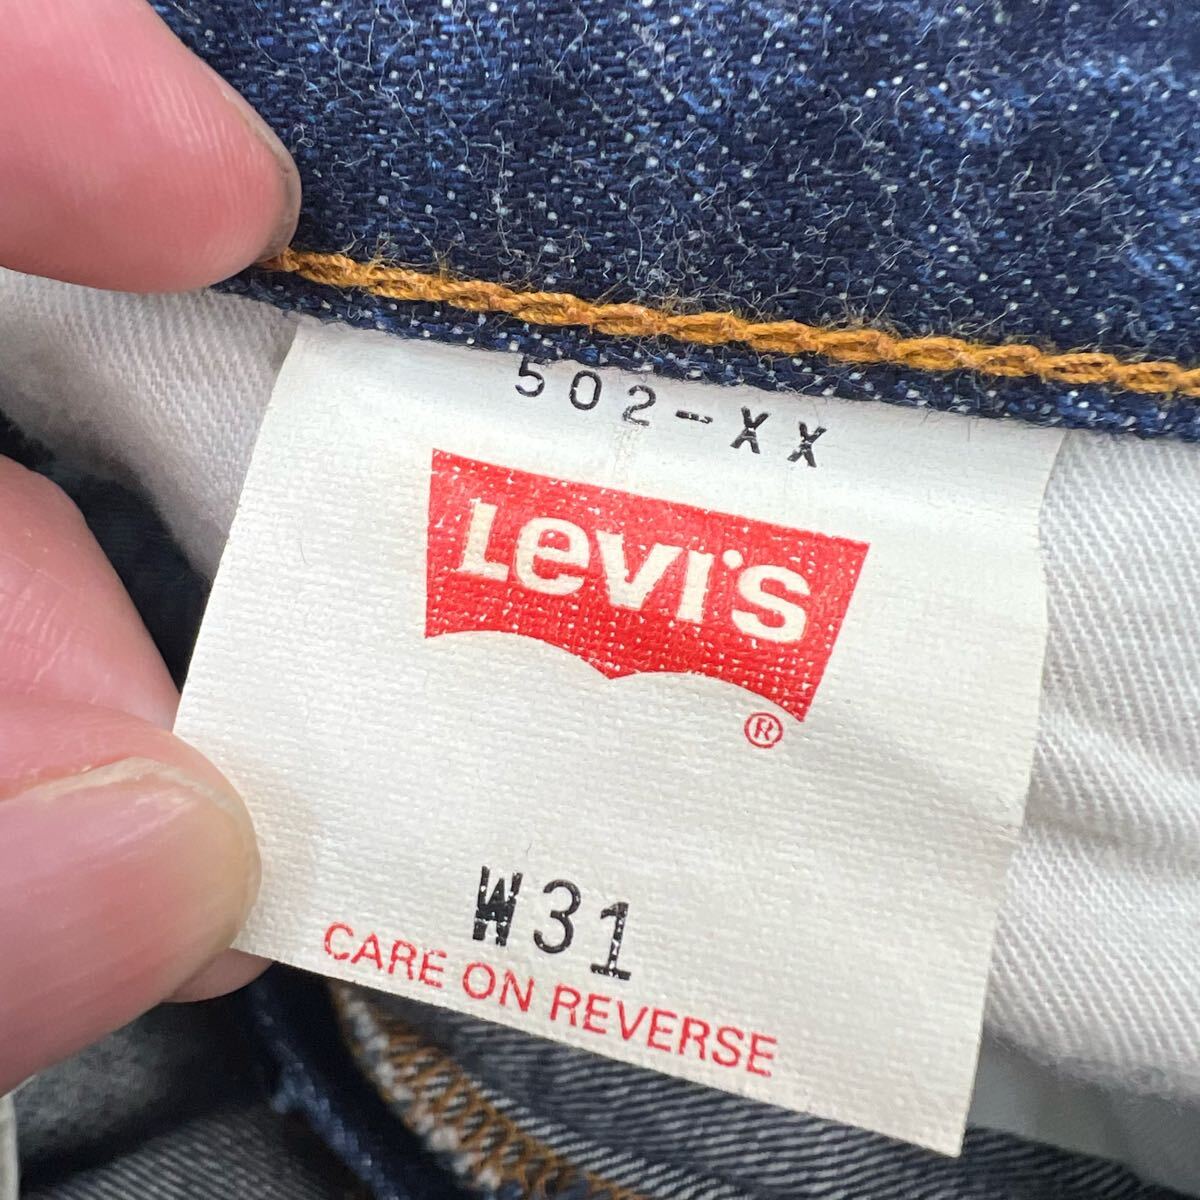 502-XX
Levi's
®
W31
CARE ON REVERSE